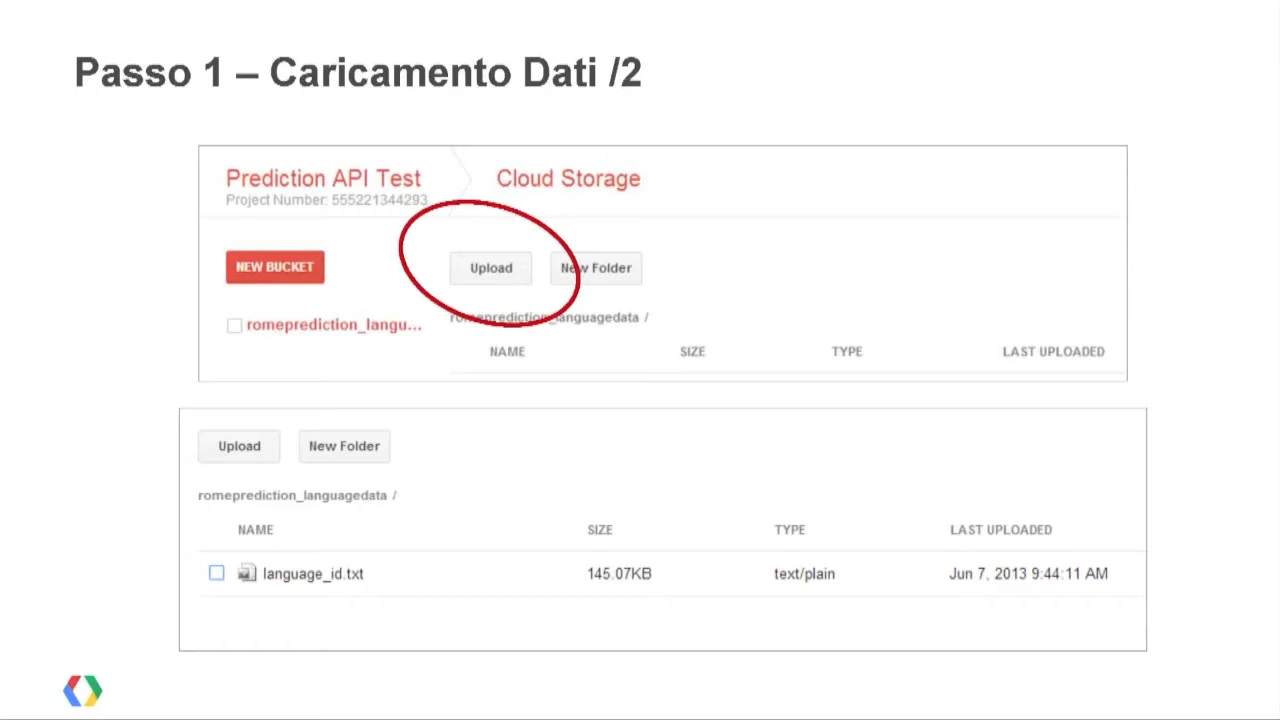 Passo 1 – Caricamento Dati /2
Prediction API Test
Cloud Storage
Project Number: 555221344293
NEW BUCKET
Upload
New Folder
romeprediction_langu...
romeprediction_languagedata /
NAME SIZE TYPE LAST UPLOADED
Upload
New Folder
romeprediction_languagedata /
NAME SIZE TYPE LAST UPLOADED
language_id.txt 145.07KB text/plain Jun 7, 2013 9:44:11 AM